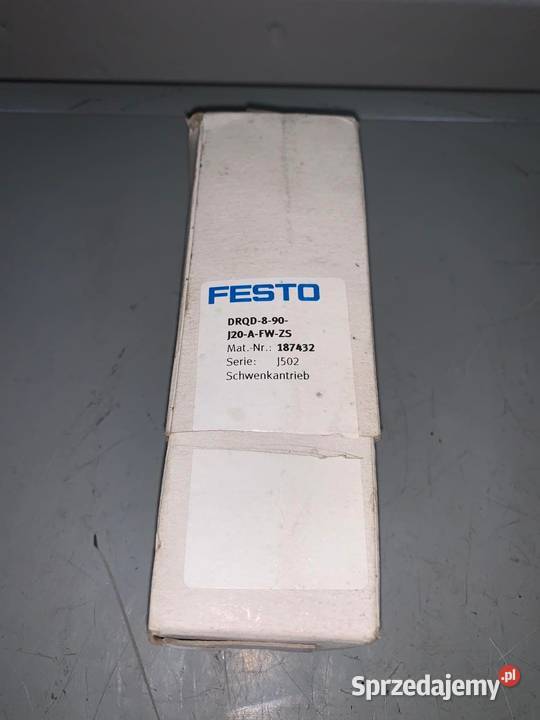 FESTO
DRQD-8-90-
J20-A-FW-ZS
Mat.-Nr.: 187432
Serie: J502
Schwenkantrieb
Sprzedajemy.pl